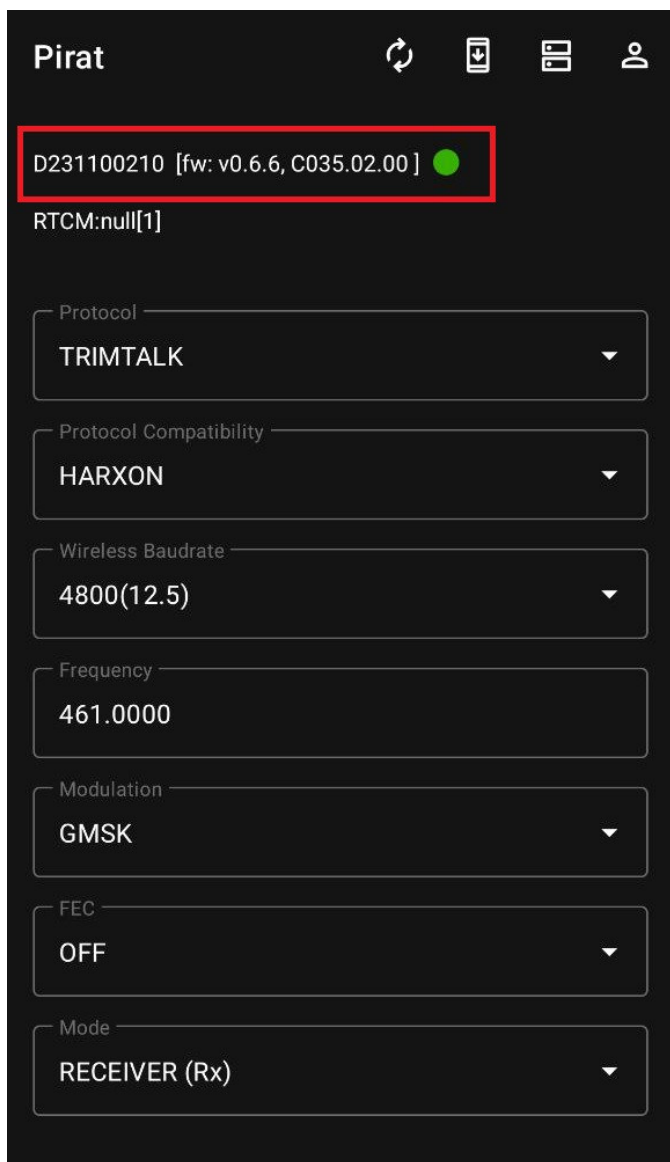 Pirat
D231100210 [fw: v0.6.6, C035.02.00 ]
RTCM:null[1]
Protocol
TRIMTALK
Protocol Compatibility
HARXON
Wireless Baudrate
4800(12.5)
Frequency
461.0000
Modulation
GMSK
FEC
OFF
Mode
RECEIVER (Rx)